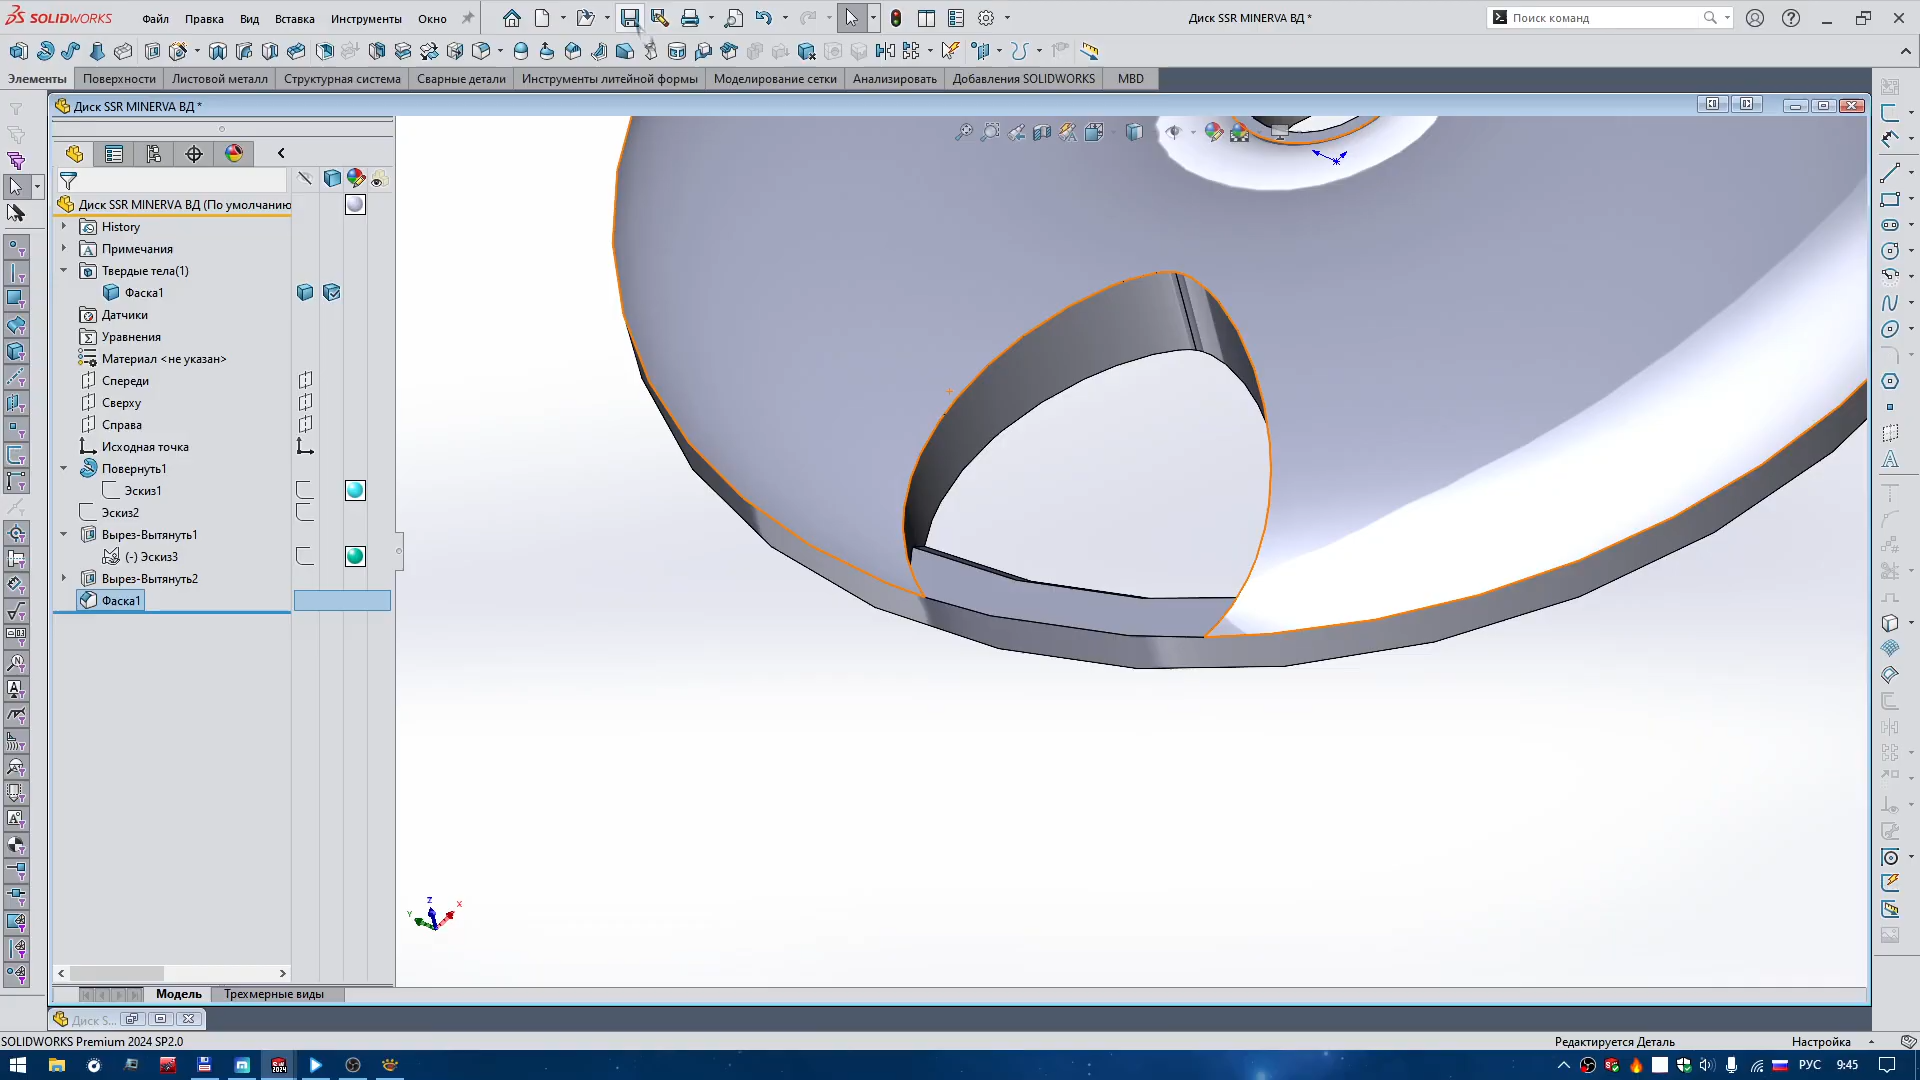 SOLIDWORKS
Файл Правка Вид Вставка Инструменты Окно
Диск SSR MINERVA ВД *
Поиск команд
Элементы Поверхности Листовой металл Структурная система Сварные детали Инструменты литейной формы Моделирование сетки Анализировать Добавления SOLIDWORKS MBD
Диск SSR MINERVA ВД *
Диск SSR MINERVA ВД (По умолчанию
History
Примечания
Твердые тела(1)
Фаска1
Датчики
Уравнения
Материал <не указан>
Спереди
Сверху
Справа
Исходная точка
Повернуть1
Эскиз1
Эскиз2
Вырез-Вытянуть1
(-) Эскиз3
Вырез-Вытянуть2
Фаска1
Z
Y
X
Модель Трехмерные виды
Диск S...
SOLIDWORKS Premium 2024 SP2.0
Редактируется Деталь
Настройка
РУС
9:45